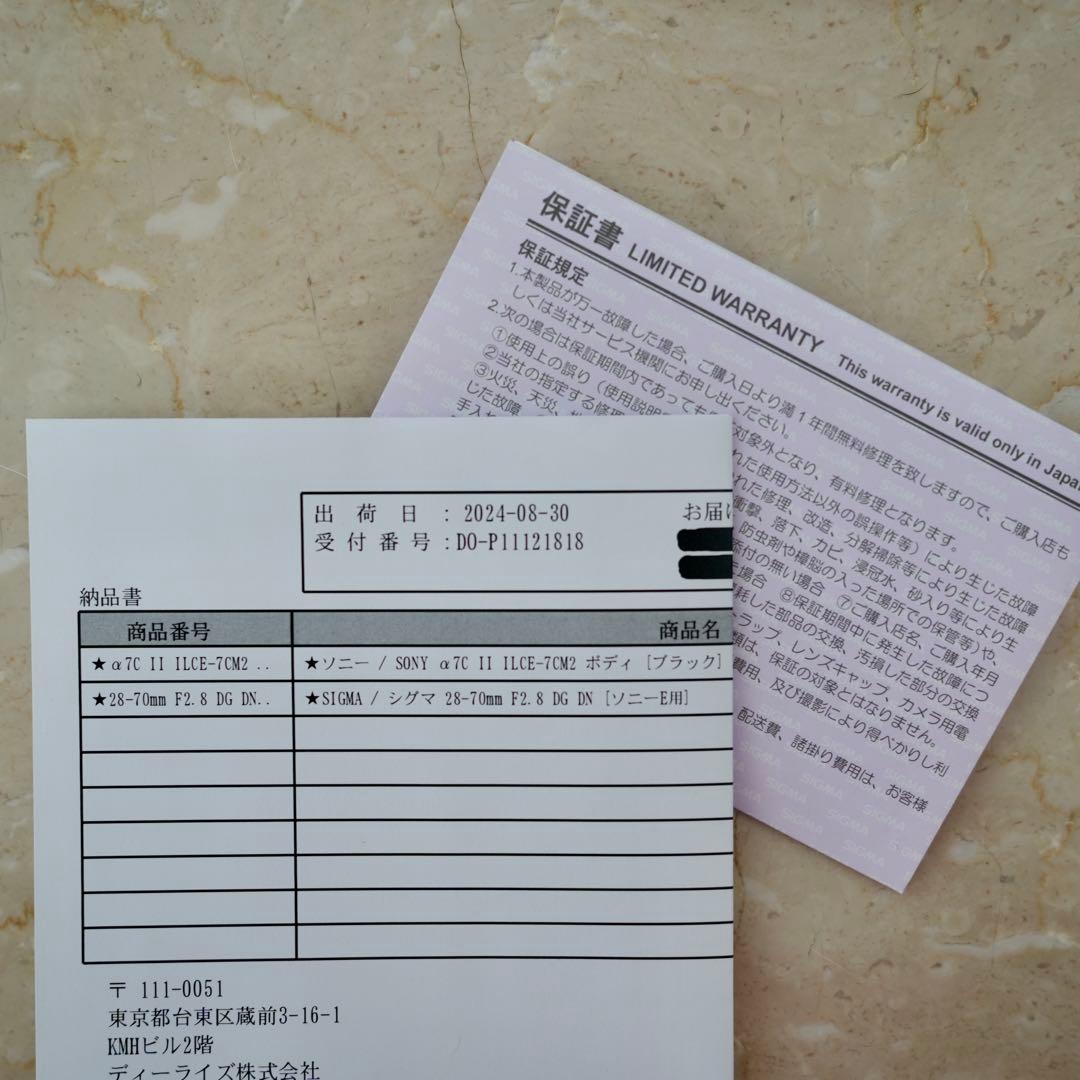 保証書 LIMITED WARRANTY This warranty is valid only in Japa
保証規定
1.本製品が万一故障した場合、ご購入日より満1年間無料修理を致しますので、ご購入店も
しくは当社サービス機関にお申し出ください。
2.次の場合は保証期間内であっても 対象外となり、有料修理となります。
①使用上の誤り(使用説明 れた使用方法以外の誤操作等)により生じた故障
②当社の指定する修理 れた修理、改造、分解掃除等により生じた故障
③火災、天災、 衝撃、落下、カビ、浸冠水、砂入り等により生
じた故障 防虫剤や樟脳の入った場所での保管等)や、
手入 添付の無い場合 ⑦ご購入店名、ご購入年月
場合 ⑧保証期間中に発生した故障につ
耗した部品の交換、汚損した部分の交換
ラップ、レンズキャップ、カメラ用電
類は、保証の対象とはなりません。
費用、及び撮影により得べかりし利
配送費、諸掛り費用は、お客様
出 荷 日 : 2024-08-30 お届け
受付番号:DO-P11121818
納品書
商品番号 商品名
★α7C II ILCE-7CM2 .. ★ソニー / SONY α7C II ILCE-7CM2 ボディ [ブラック]
★28-70mm F2.8 DG DN.. ★SIGMA / シグマ 28-70mm F2.8 DG DN [ソニーE用]
〒 111-0051
東京都台東区蔵前3-16-1
KMHビル2階
ディーライズ株式会社